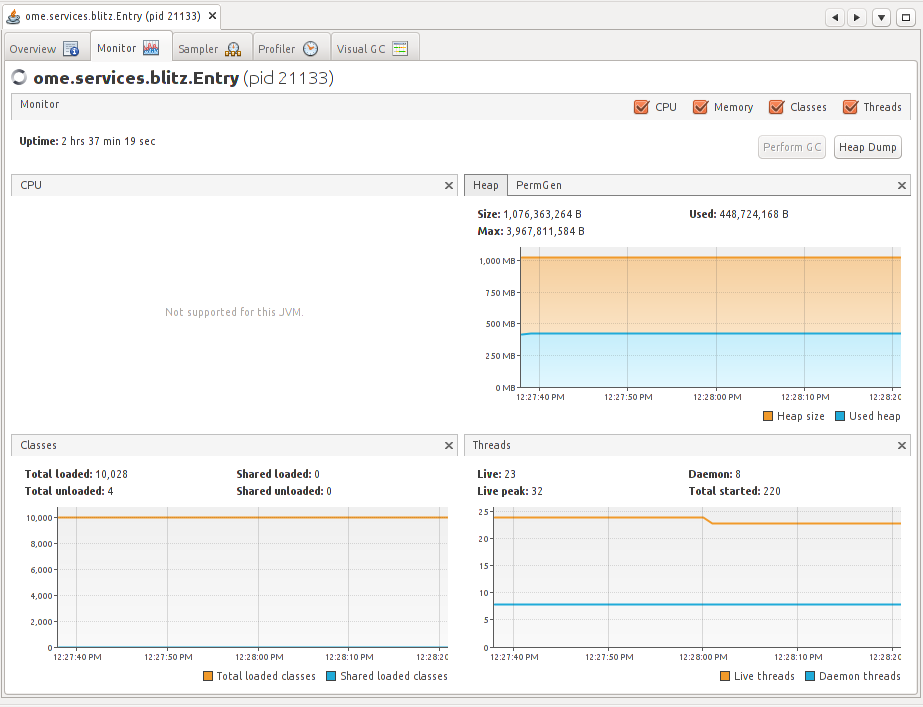 ome.services.blitz.Entry (pid 21133)
Overview Monitor Sampler Profiler Visual GC
ome.services.blitz.Entry (pid 21133)
Monitor CPU Memory Classes Threads
Uptime: 2 hrs 37 min 19 sec
Perform GC Heap Dump
CPU
Not supported for this JVM.
Heap PermGen
Size: 1,076,363,264 B Used: 448,724,168 B
Max: 3,967,811,584 B
1,000 MB
750 MB
500 MB
250 MB
0 MB
12:27:40 PM 12:27:50 PM 12:28:00 PM 12:28:10 PM 12:28:20
Heap size Used heap
Classes
Total loaded: 10,028 Shared loaded: 0
Total unloaded: 4 Shared unloaded: 0
10,000
8,000
6,000
4,000
2,000
0
12:27:40 PM 12:27:50 PM 12:28:00 PM 12:28:10 PM 12:28:20
Total loaded classes Shared loaded classes
Threads
Live: 23 Daemon: 8
Live peak: 32 Total started: 220
25
20
15
10
5
0
12:27:40 PM 12:27:50 PM 12:28:00 PM 12:28:10 PM 12:28:20
Live threads Daemon threads